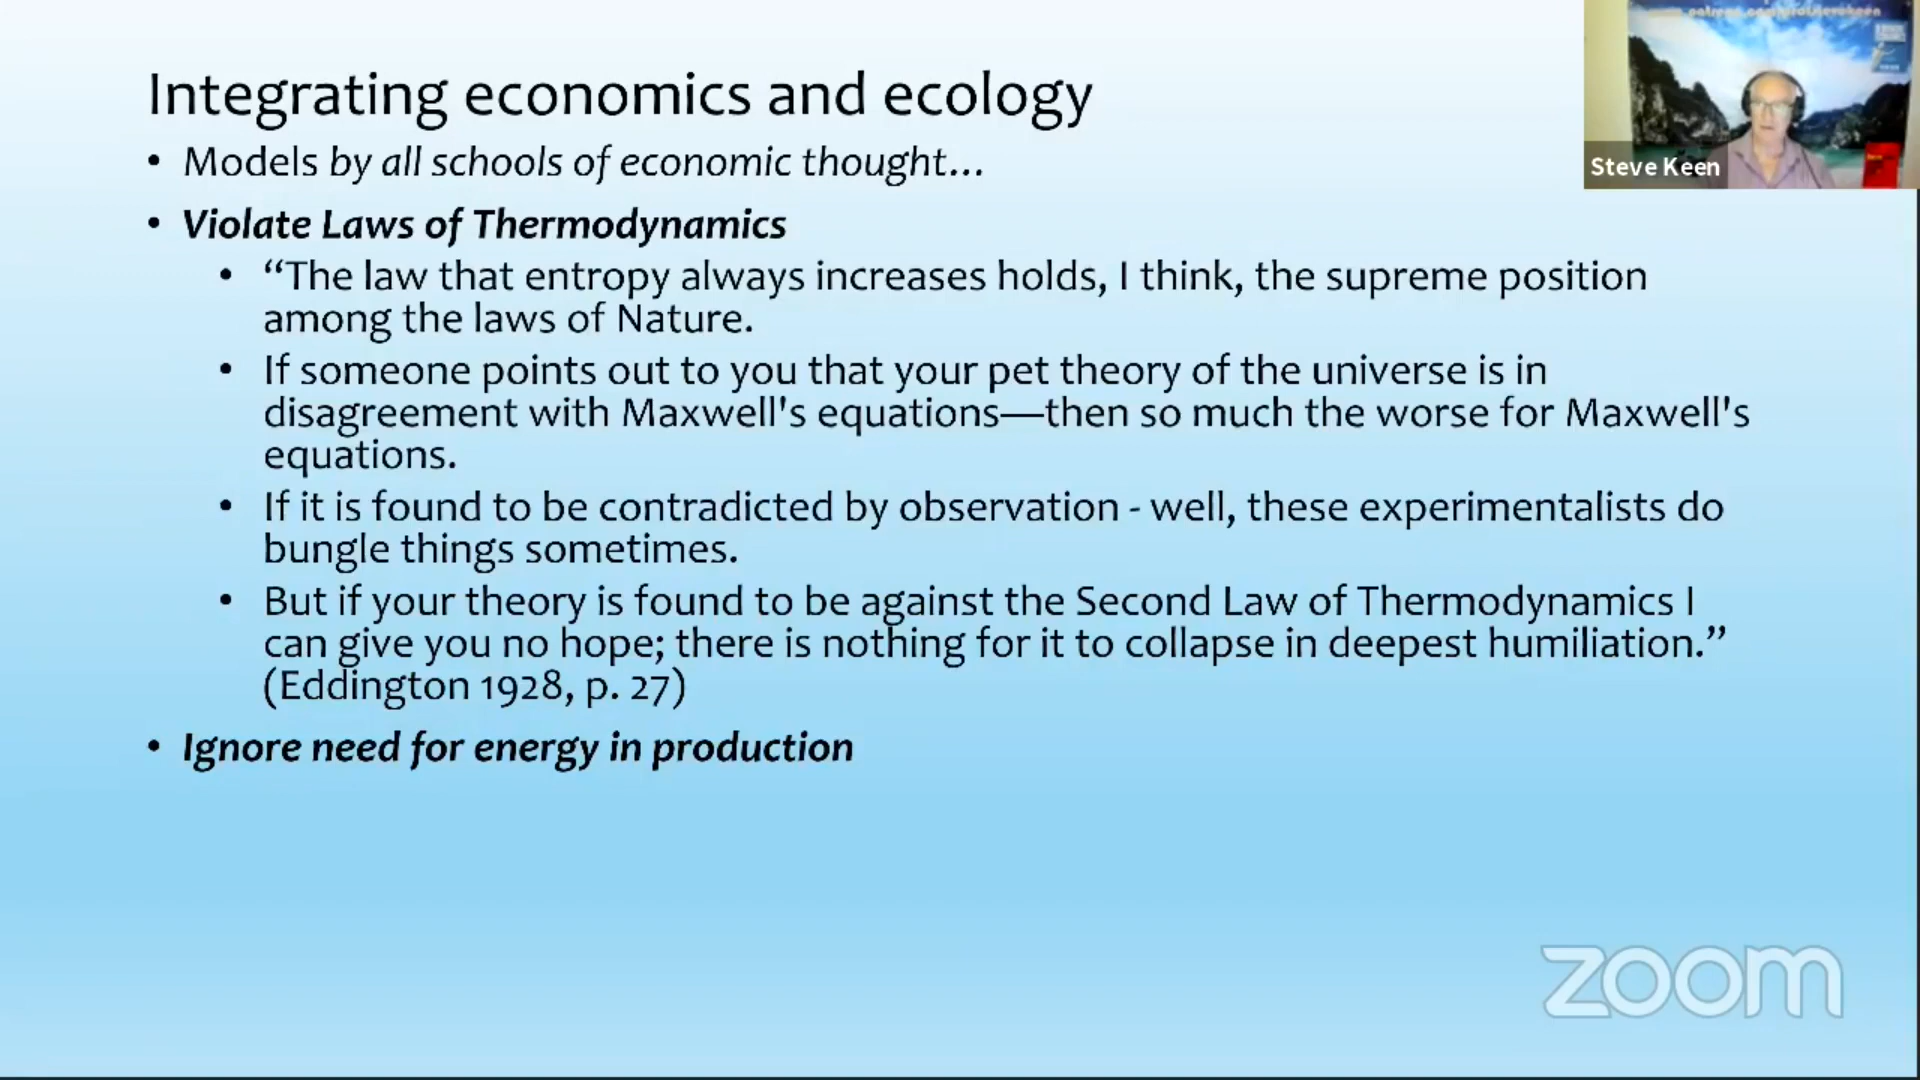 Integrating economics and ecology
• Models by all schools of economic thought...
• Violate Laws of Thermodynamics
• “The law that entropy always increases holds, I think, the supreme position
among the laws of Nature.
• If someone points out to you that your pet theory of the universe is in
disagreement with Maxwell's equations—then so much the worse for Maxwell's
equations.
• If it is found to be contradicted by observation - well, these experimentalists do
bungle things sometimes.
• But if your theory is found to be against the Second Law of Thermodynamics I
can give you no hope; there is nothing for it to collapse in deepest humiliation.”
(Eddington 1928, p. 27)
• Ignore need for energy in production
Steve Keen
zoom